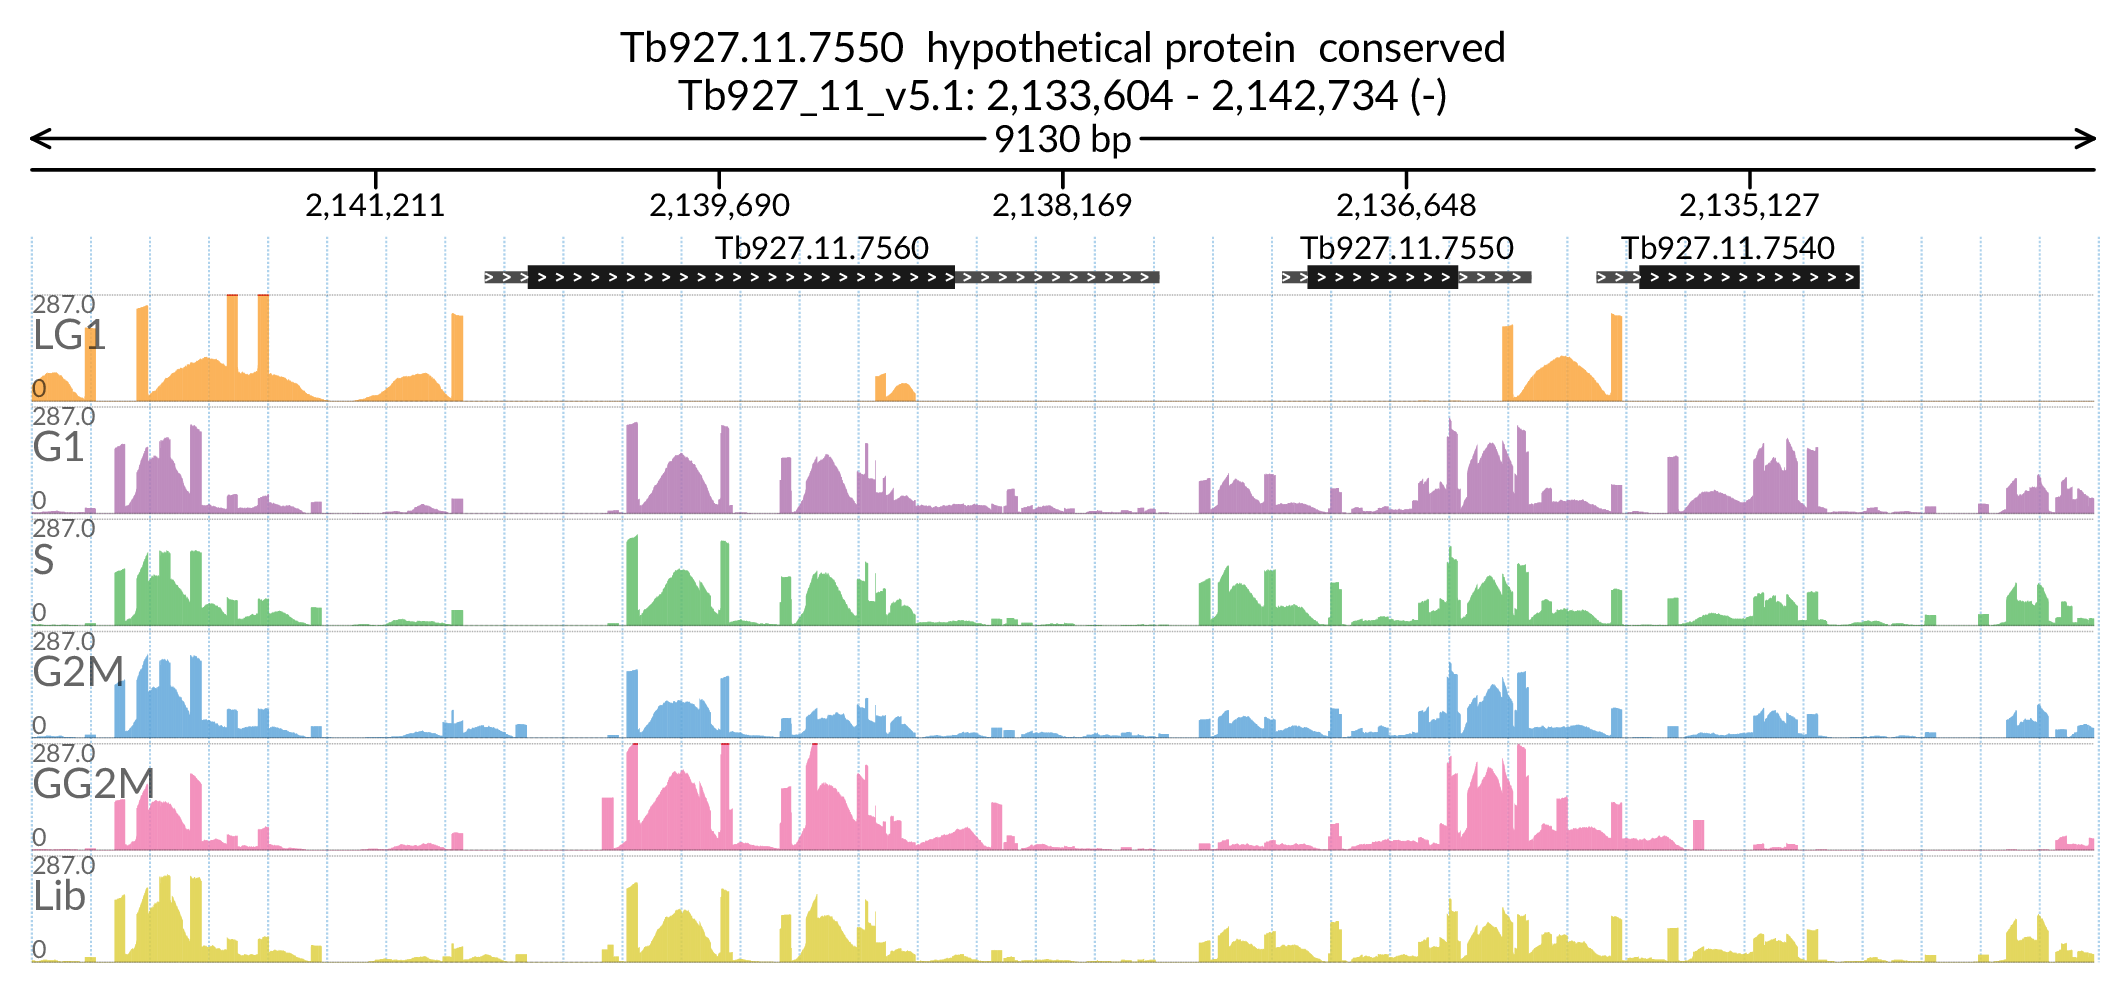 Tb927.11.7550 hypothetical protein conserved
Tb927_11_v5.1: 2,133,604 - 2,142,734 (-)
9130 bp
2,141,211 2,139,690 2,138,169 2,136,648 2,135,127
Tb927.11.7560 Tb927.11.7550 Tb927.11.7540
287.0
LG1
0
287.0
G1
0
287.0
S
0
287.0
G2M
0
287.0
GG2M
0
287.0
Lib
0